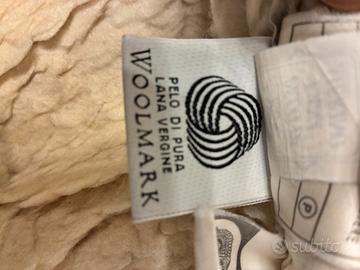 PELO DI PURA
LANA VERGINE
WOOLMARK
P
subito